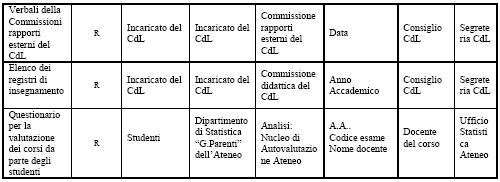 Verbali della
Commissioni
rapporti
esterni del
CdL
R
Incaricato del
CdL
Incaricato del
CdL
Commissione
rapporti
esterni del
CdL
Data
Consiglio
CdL
Segrete
ria CdL
Elenco dei
registri di
insegnamento
R
Incaricato del
CdL
Incaricato del
CdL
Commissione
didattica del
CdL
Anno
Accademico
Consiglio
CdL
Segrete
ria CdL
Questionario
per la
valutazione
dei corsi da
parte degli
studenti
R
Studenti
Dipartimento
di Statistica
“G.Parenti”
dell’Ateneo
Analisi:
Nucleo di
Autovalutazio
ne Ateneo
A.A..
Codice esame
Nome docente
Docente
del corso
Ufficio
Statisti
ca
Ateneo